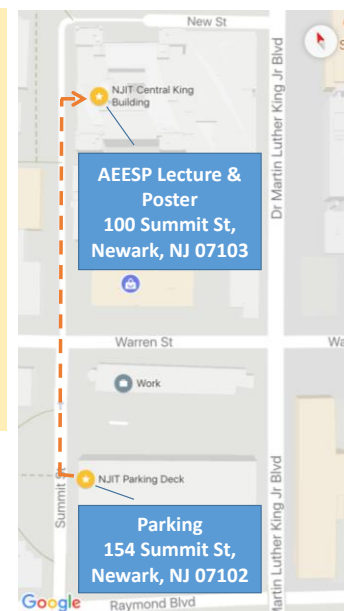 New St
NJIT Central King
Building
Dr Martin Luther King Jr Blvd
AEESP Lecture &
Poster
100 Summit St,
Newark, NJ 07103
Warren St
Wa
Work
NJIT Parking Deck
Summit St
Martin Luther King Jr Blvd
Parking
154 Summit St,
Newark, NJ 07102
Google
Raymond Blvd